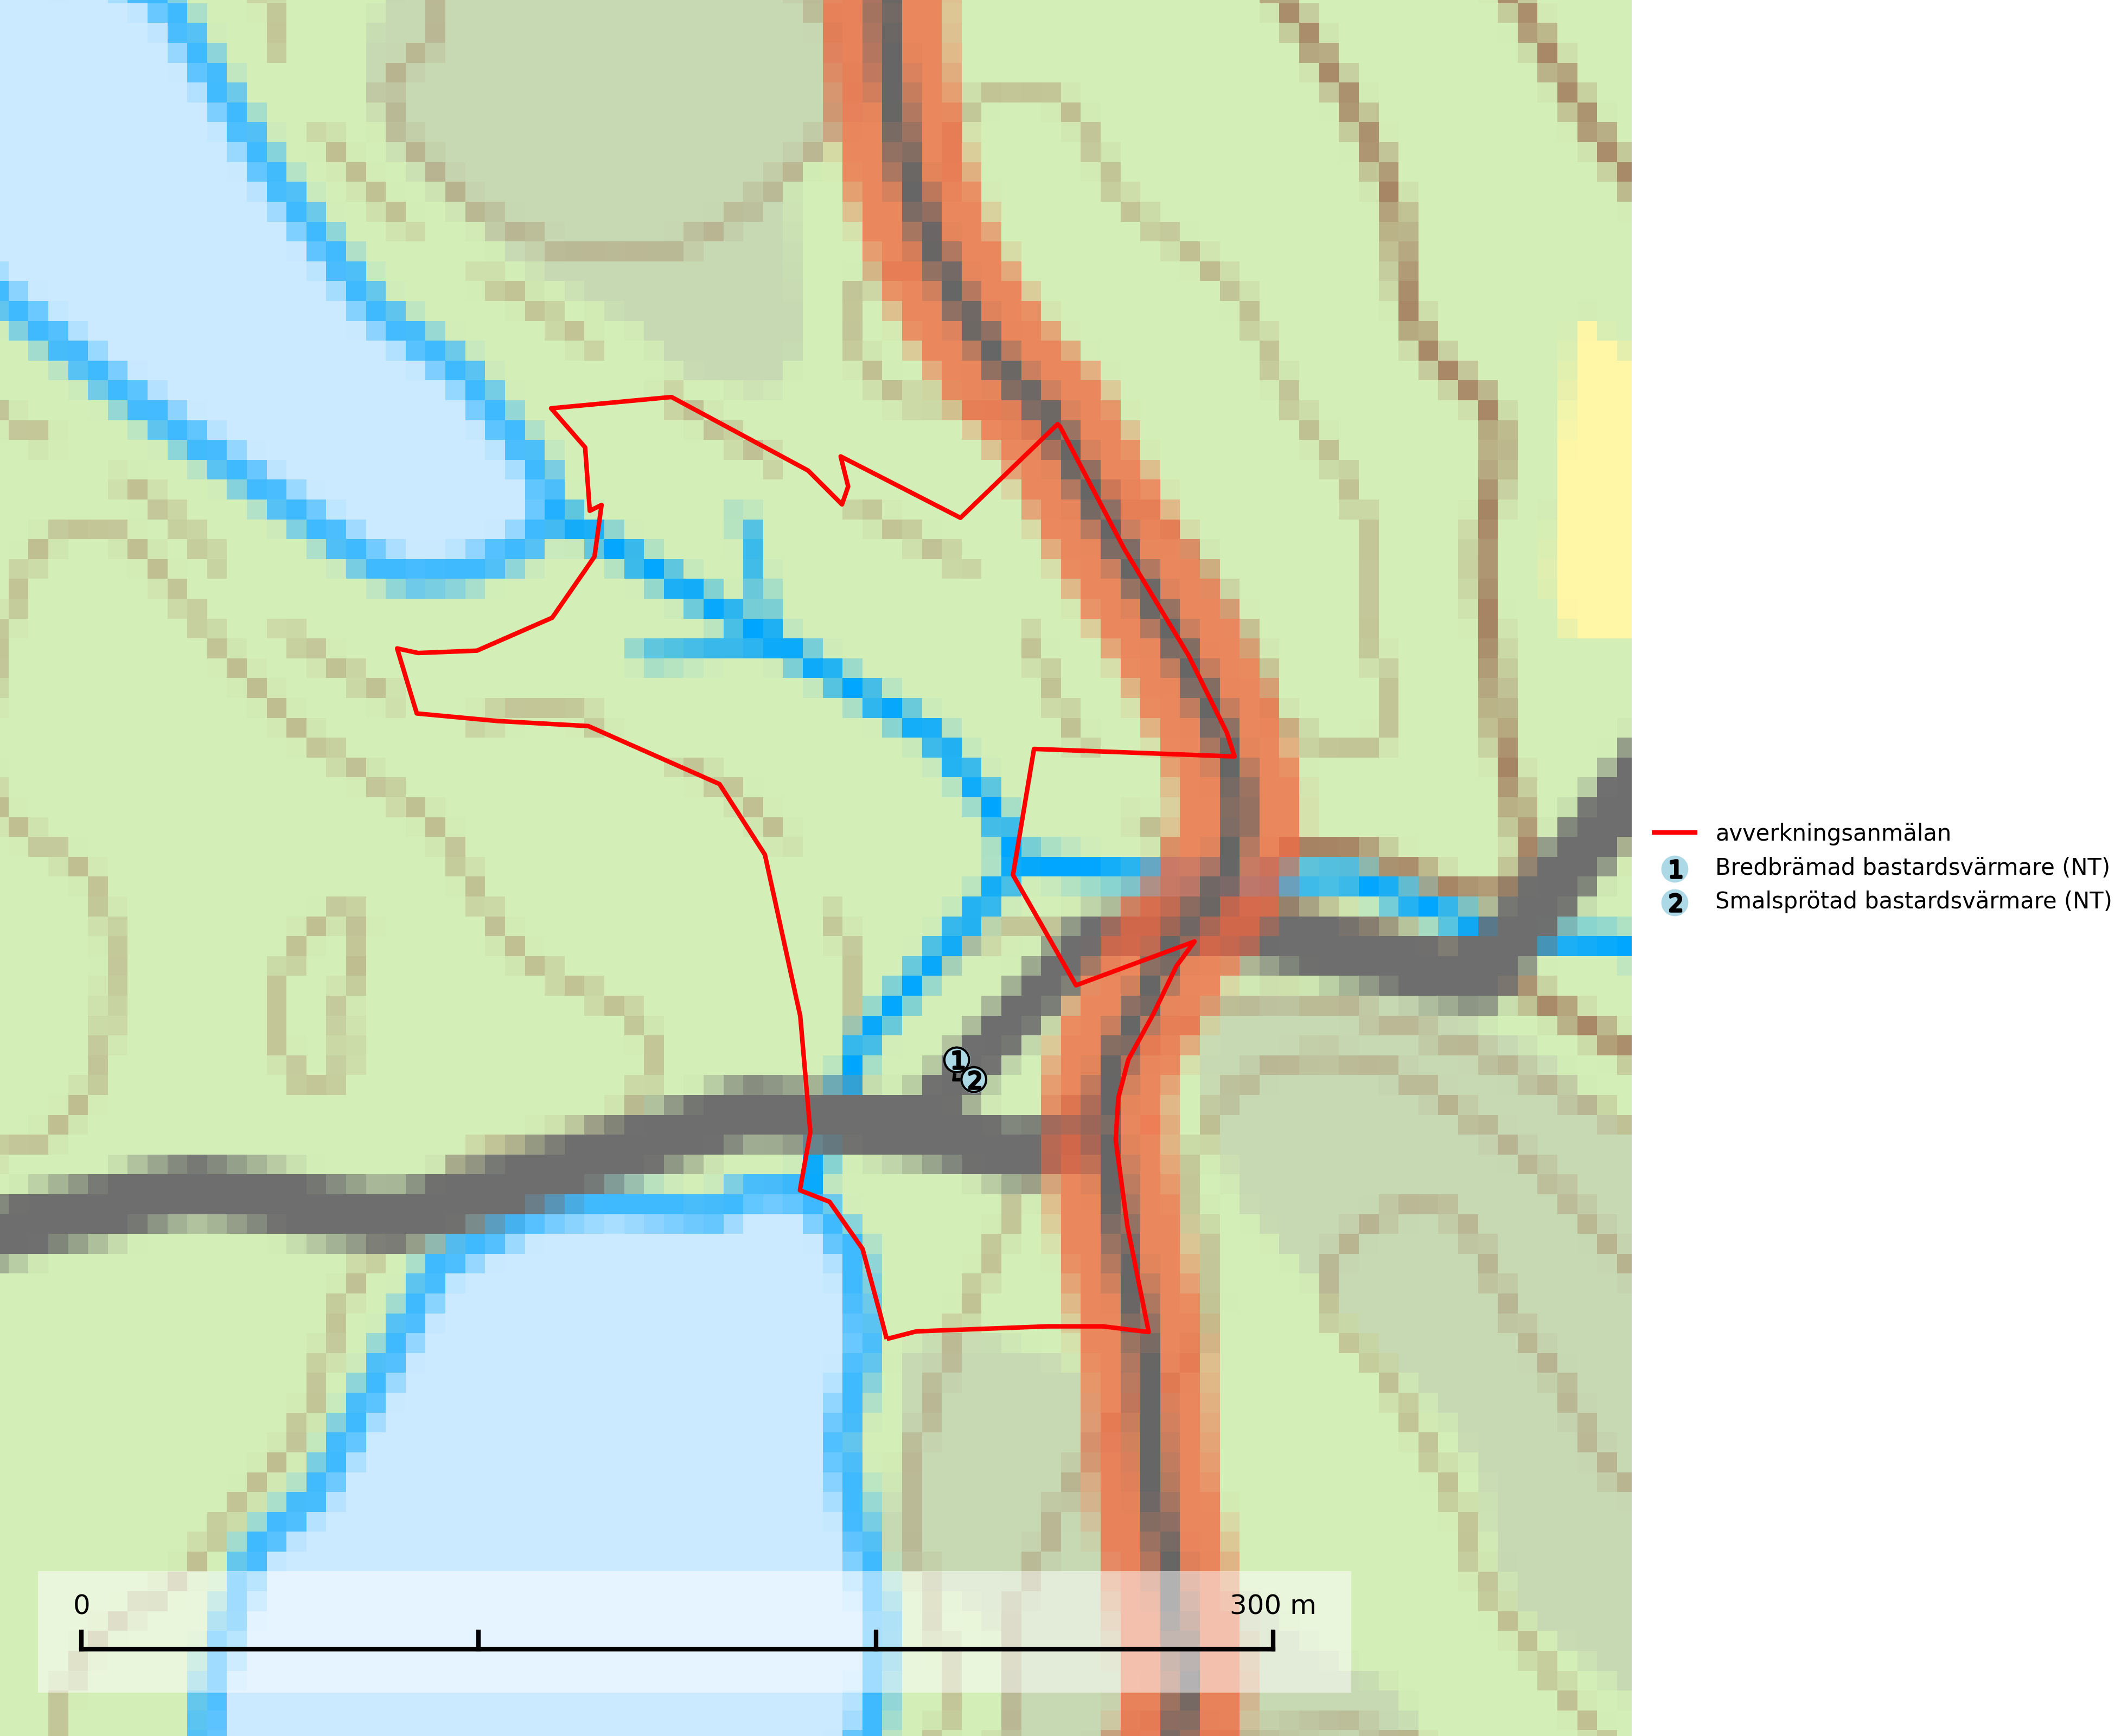 avverkningsanmälan
1 Bredbrämad bastardsvärmare (NT)
2 Smalsprötad bastardsvärmare (NT)
1
2
0 300 m